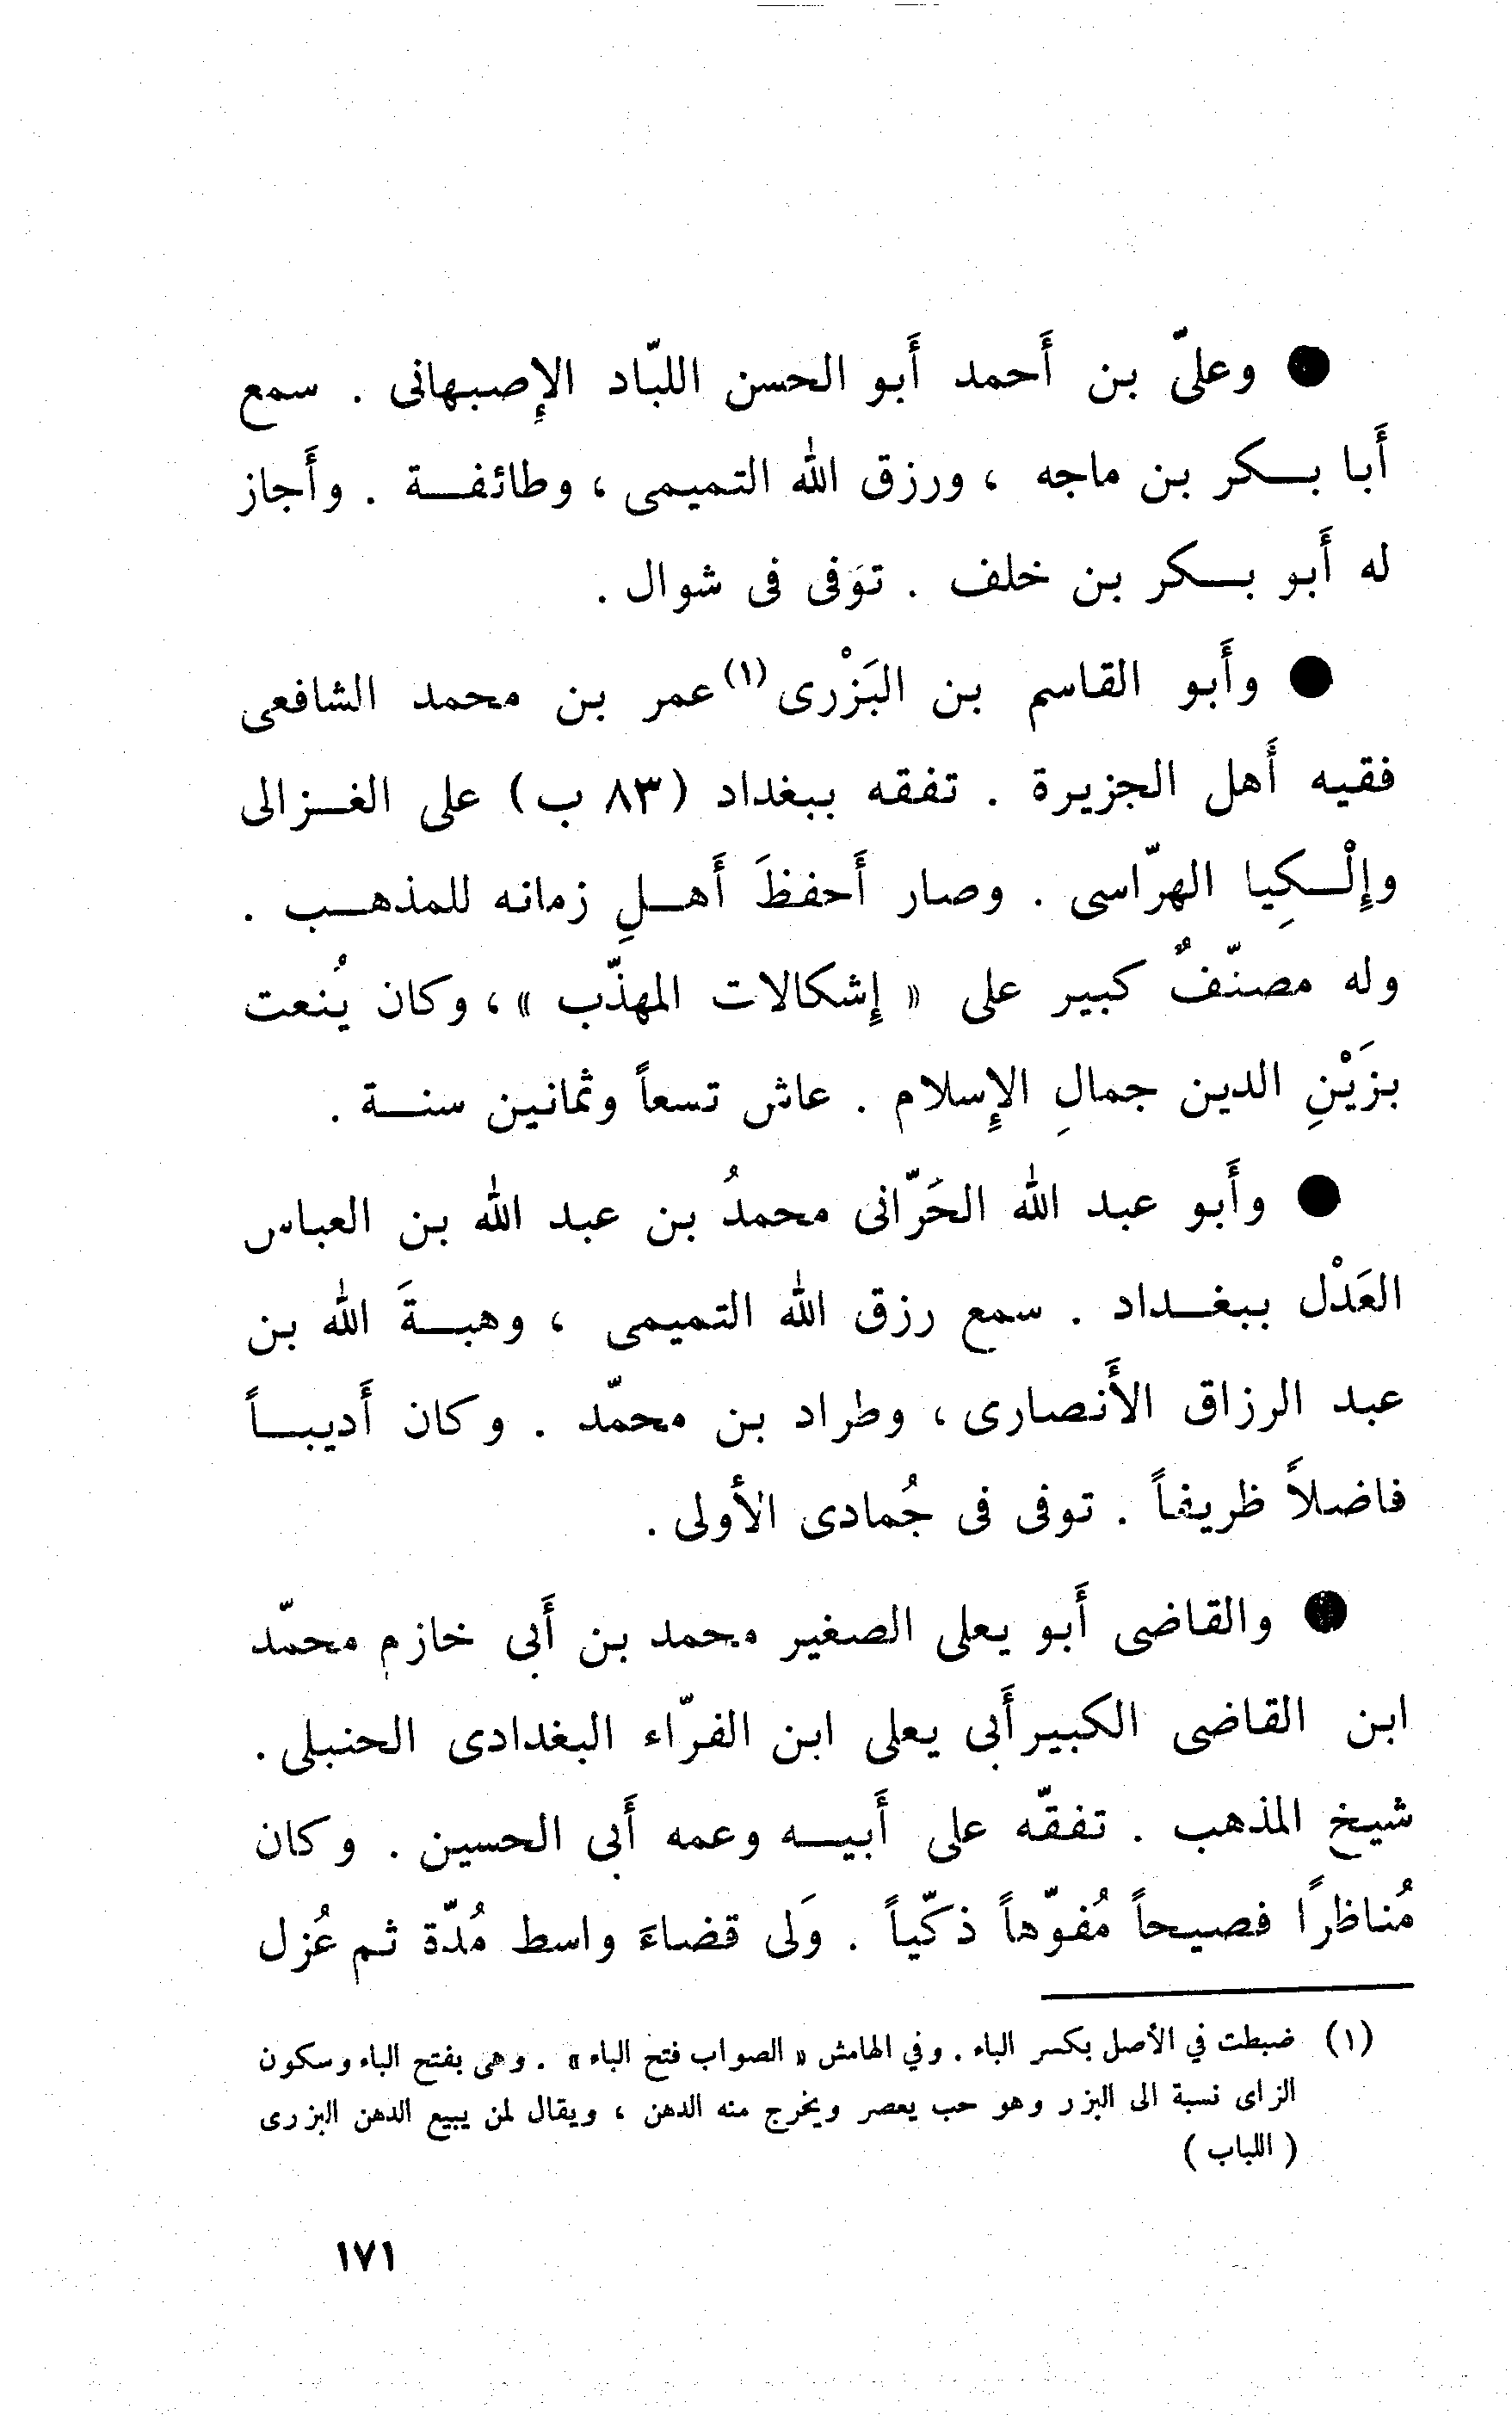 ● وعلىّ بن أَحمد أَبو الحسن اللبّاد الإِصبهانى . سمع
أَبا بكر بن ماجه ، ورزق الله التميمى ، وطائفة . وأَجاز
له أَبو بكر بن خلف . توَفى فى شوال .
● وأَبو القاسم بن البَزْرى (١) عمر بن محمد الشافعى
فقيه أَهل الجزيرة . تفقه ببغداد (٨٣ ب) على الغزالى
وإِلْكِيا الهرّاسى . وصار أَحفظَ أَهلِ زمانه للمذهب .
وله مصنّفٌ كبير على « إِشكالات المهذّب » ، وكان يُنعت
بزَيْنِ الدين جمالِ الإِسلام . عاش تسعاً وثمانين سنة .
● وأَبو عبد الله الحَرّانى محمدُ بن عبد الله بن العباس
العَدْل ببغداد . سمع رزق الله التميمى ، وهبةَ الله بن
عبد الرزاق الأَنصارى ، وطراد بن محمّد . وكان أَديباً
فاضلاً ظريفاً . توفى فى جُمادى الأولى .
● والقاضى أَبو يعلى الصغير محمد بن أَبى خازم محمّد
ابن القاضى الكبير أَبى يعلى ابن الفرّاء البغدادى الحنبلى .
شيخ المذهب . تفقّه على أَبيه وعمه أَبى الحسين . وكان
مُناظرًا فصيحاً مُفوّهاً ذكّياً . وَلى قضاءَ واسط مُدّة ثم عُزل
(١) ضبطت في الأصل بكسر الباء . وفي الهامش « الصواب فتح الباء » . وهى بفتح الباء وسكون
الزاى نسبة الى البزر وهو حب يعصر ويخرج منه الدهن ، ويقال لمن يبيع الدهن البزرى
( اللباب )
١٧١